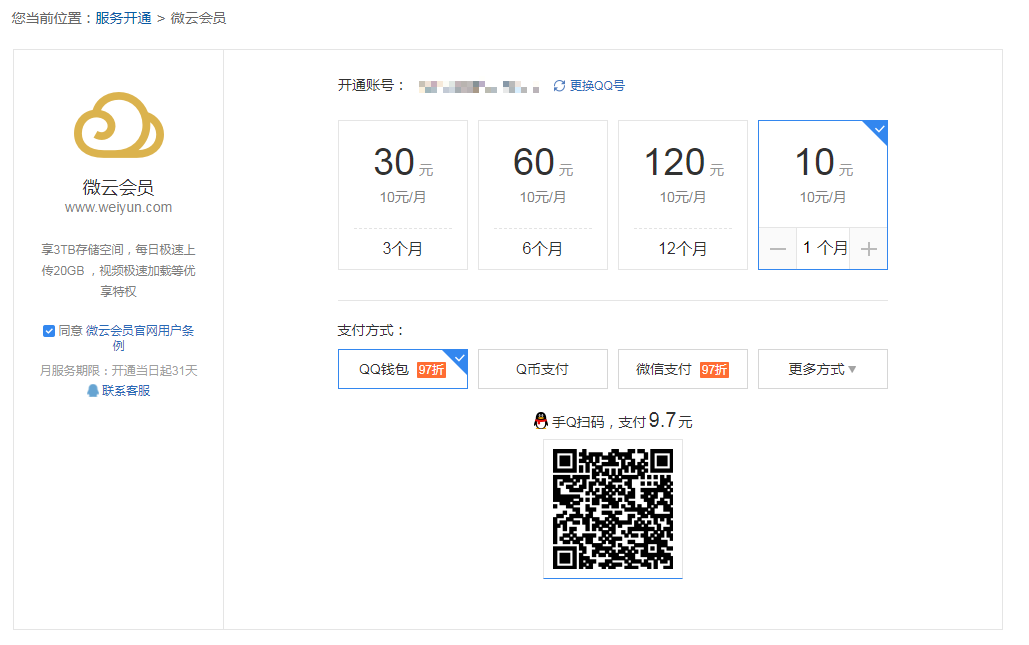 您当前位置：服务开通 > 微云会员
微云会员
www.weiyun.com
享3TB存储空间，每日极速上
传20GB ，视频极速加载等优
享特权
同意 微云会员官网用户条
例
月服务期限：开通当日起31天
联系客服
开通账号：
更换QQ号
30 元
10元/月
3个月
60 元
10元/月
6个月
120 元
10元/月
12个月
10 元
10元/月
1 个月
支付方式：
QQ钱包 97折
Q币支付
微信支付 97折
更多方式
手Q扫码，支付9.7元